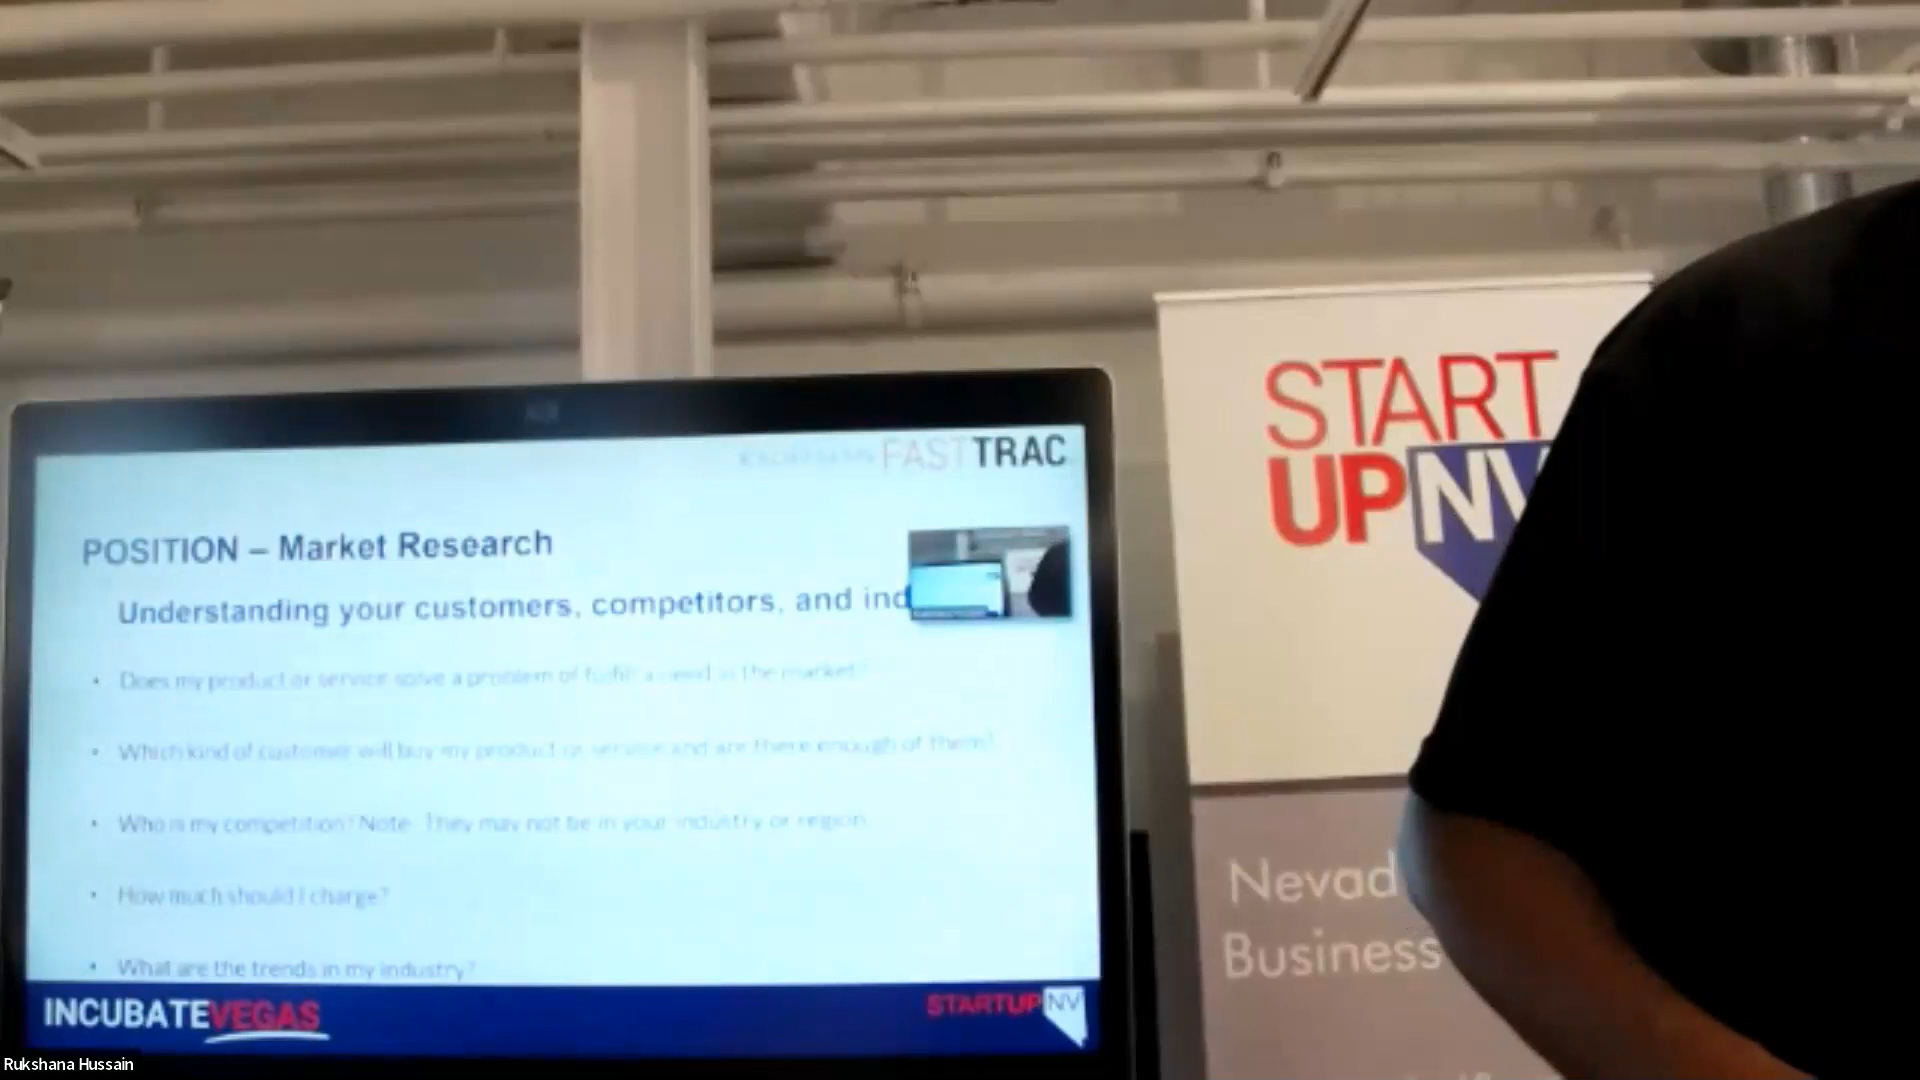 FASTTRAC
POSITION – Market Research
Understanding your customers, competitors, and ind
Does my product or service solve a problem of fulfill a need in the market?
Which kind of customer will buy my product or service and are there enough of them?
Who is my competition? Note: They may not be in your industry or region
How much should I charge?
What are the trends in my industry?
INCUBATEVEGAS
STARTUPNV
START
UPNV
Nevad
Business
Rukshana Hussain